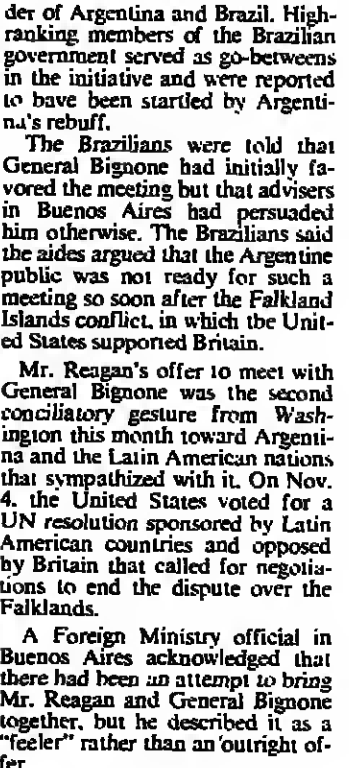 der of Argentina and Brazil. High-
ranking members of the Brazilian
government served as go-betweens
in the initiative and were reported
to have been startled by Argenti-
na's rebuff.
The Brazilians were told that
General Bignone had initially fa-
vored the meeting but that advisers
in Buenos Aires had persuaded
him otherwise. The Brazilians said
the aides argued that the Argentine
public was not ready for such a
meeting so soon after the Falkland
Islands conflict, in which the Unit-
ed States supported Britain.
Mr. Reagan's offer to meet with
General Bignone was the second
conciliatory gesture from Wash-
ington this month toward Argenti-
na and the Latin American nations
that sympathized with it. On Nov.
4, the United States voted for a
UN resolution sponsored by Latin
American countries and opposed
by Britain that called for negotia-
tions to end the dispute over the
Falklands.
A Foreign Ministry official in
Buenos Aires acknowledged that
there had been an attempt to bring
Mr. Reagan and General Bignone
together, but he described it as a
"feeler" rather than an outright of-
fer